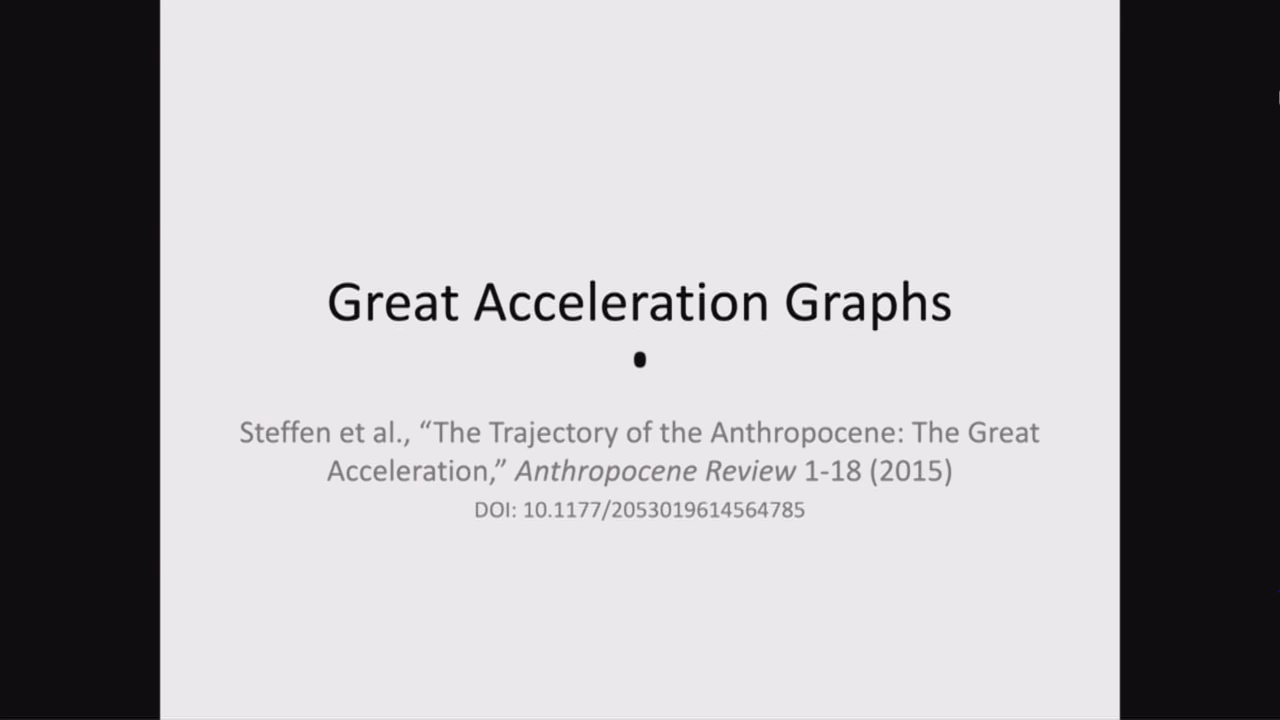 Great Acceleration Graphs
•
Steffen et al., “The Trajectory of the Anthropocene: The Great
Acceleration,” Anthropocene Review 1-18 (2015)
DOI: 10.1177/2053019614564785